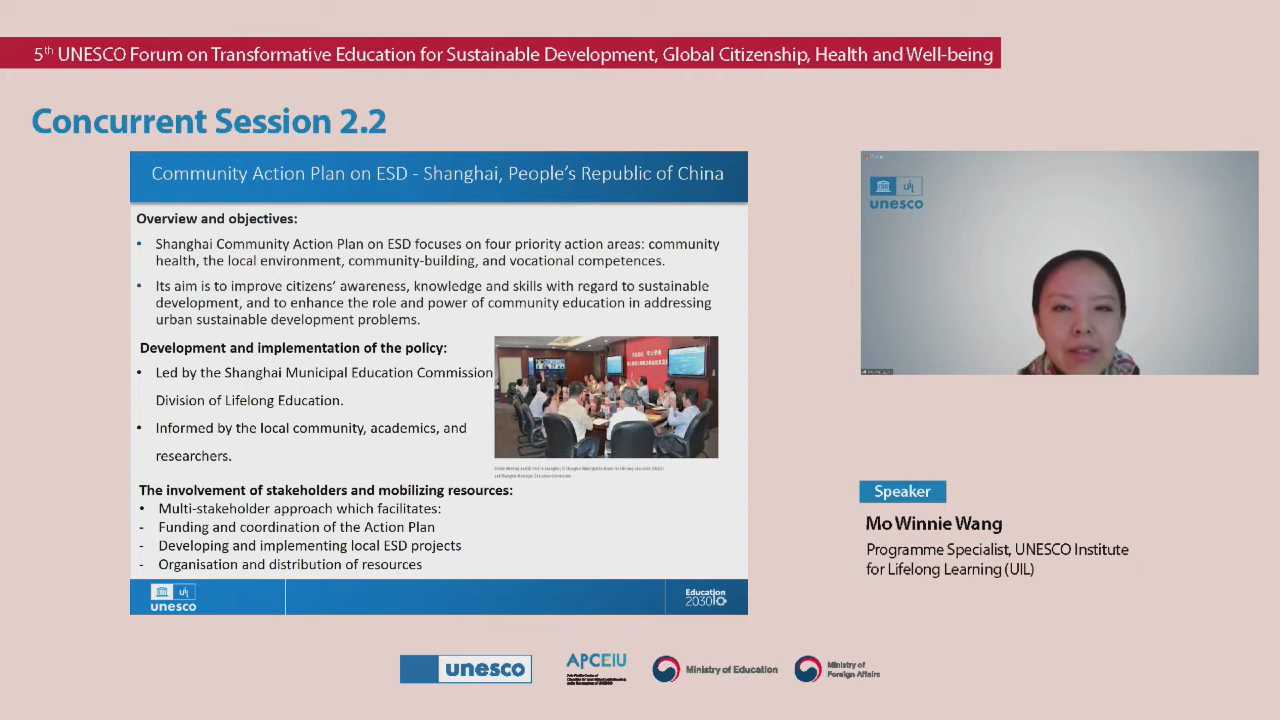 5th UNESCO Forum on Transformative Education for Sustainable Development, Global Citizenship, Health and Well-being
Concurrent Session 2.2
Community Action Plan on ESD - Shanghai, People's Republic of China
Overview and objectives:
• Shanghai Community Action Plan on ESD focuses on four priority action areas: community
health, the local environment, community-building, and vocational competences.
• Its aim is to improve citizens' awareness, knowledge and skills with regard to sustainable
development, and to enhance the role and power of community education in addressing
urban sustainable development problems.
Development and implementation of the policy:
• Led by the Shanghai Municipal Education Commission
Division of Lifelong Education.
• Informed by the local community, academics, and
researchers.
The involvement of stakeholders and mobilizing resources:
• Multi-stakeholder approach which facilitates:
- Funding and coordination of the Action Plan
- Developing and implementing local ESD projects
- Organisation and distribution of resources
unesco
Education
2030
unesco
Speaker
Mo Winnie Wang
Programme Specialist, UNESCO Institute
for Lifelong Learning (UIL)
unesco
APCEIU
Ministry of Education
Ministry of
Foreign Affairs